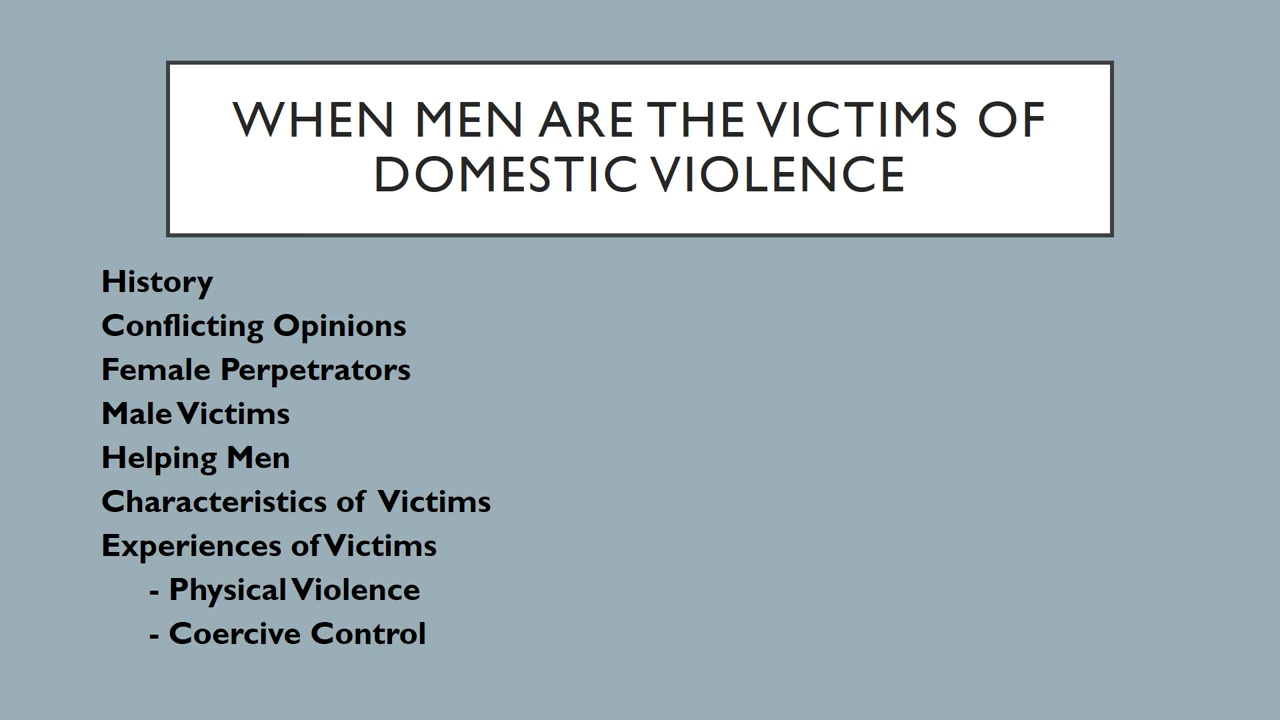 WHEN MEN ARE THE VICTIMS OF
DOMESTIC VIOLENCE
History
Conflicting Opinions
Female Perpetrators
Male Victims
Helping Men
Characteristics of Victims
Experiences of Victims
- Physical Violence
- Coercive Control